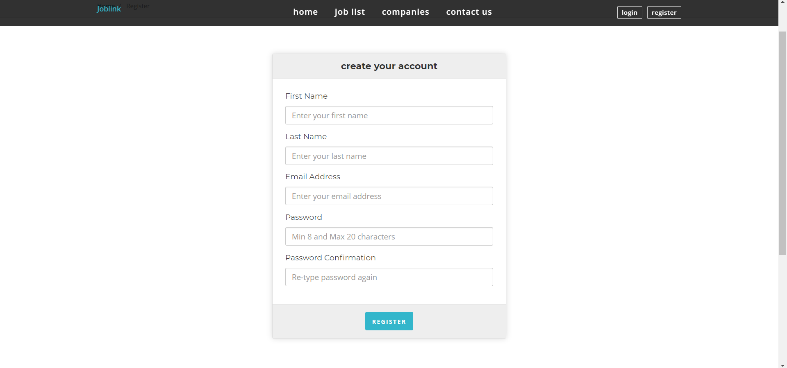 Joblink Register
home job list companies contact us login register
create your account
First Name
Enter your first name
Last Name
Enter your last name
Email Address
Enter your email address
Password
Min 8 and Max 20 characters
Password Confirmation
Re-type password again
REGISTER